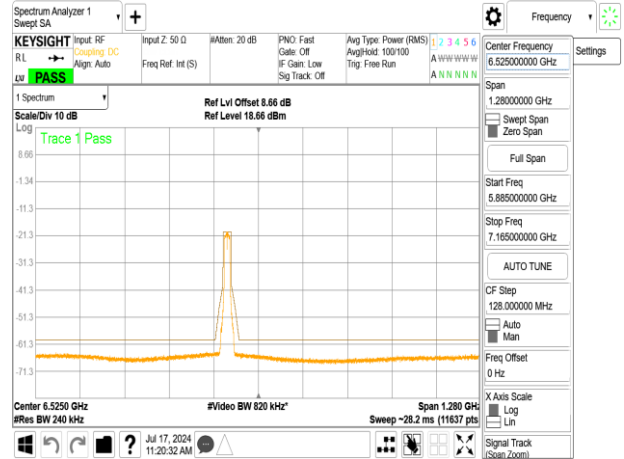 Spectrum Analyzer 1
Swept SA
KEYSIGHT
RL
PASS
Input: RF
Coupling: DC
Align: Auto
Input Z: 50 Ω
Freq Ref: Int (S)
#Atten: 20 dB
PNO: Fast
Gate: Off
IF Gain: Low
Sig Track: Off
Avg Type: Power (RMS)
Avg|Hold: 100/100
Trig: Free Run
1 2 3 4 5 6
A W W W W W
A N N N N N
1 Spectrum
Scale/Div 10 dB
Log
Ref Lvl Offset 8.66 dB
Ref Level 18.66 dBm
Trace 1 Pass
8.66
-1.34
-11.3
-21.3
-31.3
-41.3
-51.3
-61.3
-71.3
Center 6.5250 GHz
#Res BW 240 kHz
#Video BW 820 kHz*
Span 1.280 GHz
Sweep ~28.2 ms (11637 pts)
Jul 17, 2024
11:20:32 AM
Frequency
Settings
Center Frequency
6.525000000 GHz
Span
1.28000000 GHz
Swept Span
Zero Span
Full Span
Start Freq
5.885000000 GHz
Stop Freq
7.165000000 GHz
AUTO TUNE
CF Step
128.000000 MHz
Auto
Man
Freq Offset
0 Hz
X Axis Scale
Log
Lin
Signal Track
(Span Zoom)